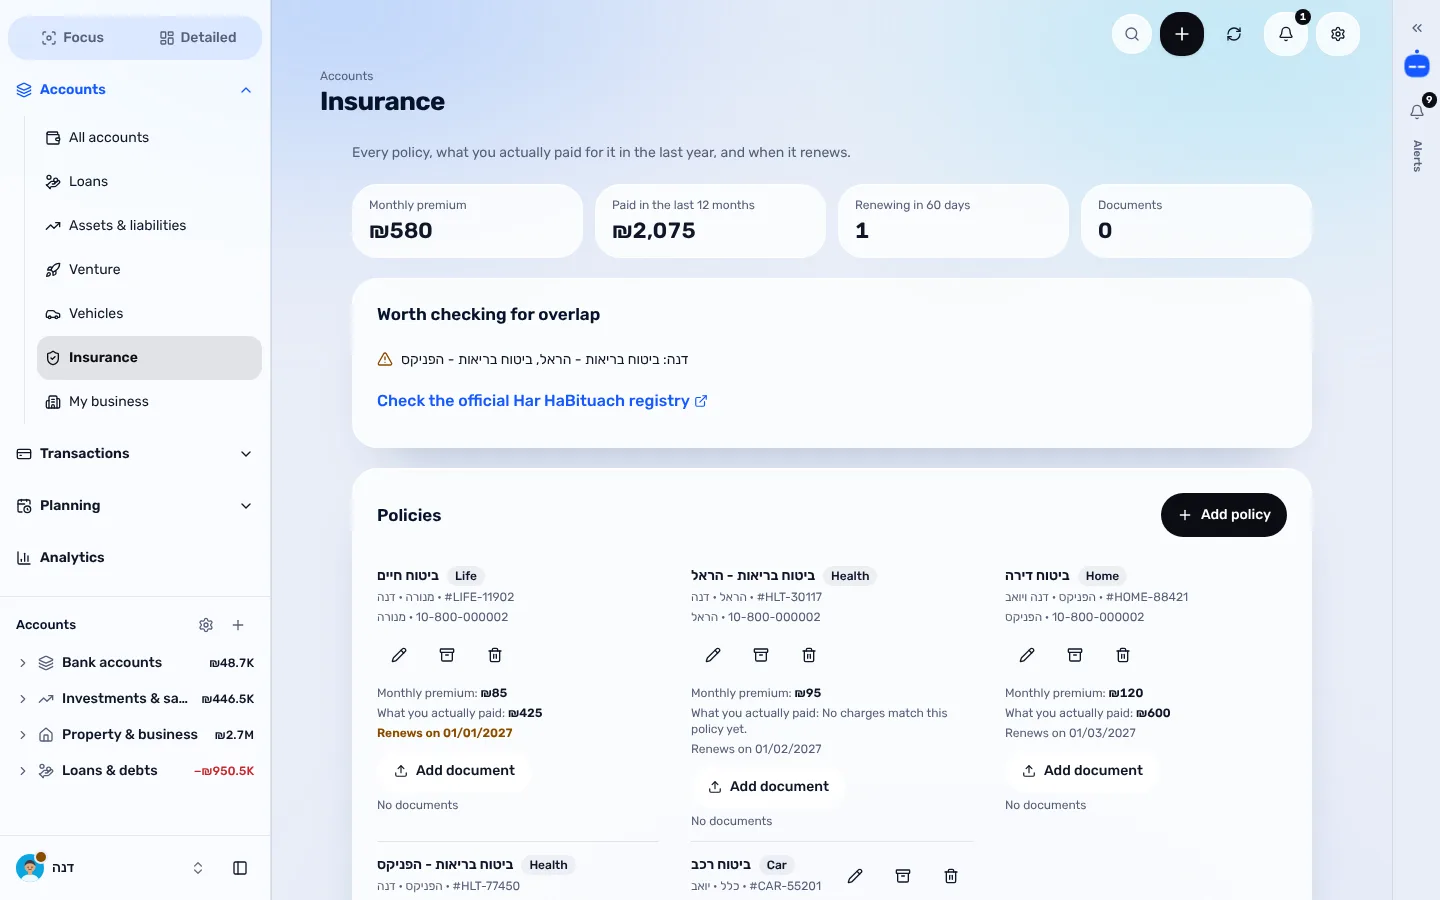 Focus
Detailed
Accounts
All accounts
Loans
Assets & liabilities
Venture
Vehicles
Insurance
My business
Transactions
Planning
Analytics
Accounts
Bank accounts
₪48.7K
Investments & sa...
₪446.5K
Property & business
₪2.7M
Loans & debts
−₪950.5K
דנה
1
9
Alerts
Accounts
Insurance
Every policy, what you actually paid for it in the last year, and when it renews.
Monthly premium
₪580
Paid in the last 12 months
₪2,075
Renewing in 60 days
1
Documents
0
Worth checking for overlap
דנה: ביטוח בריאות - הראל, ביטוח בריאות - הפניקס
Check the official Har HaBituach registry
Policies
Add policy
ביטוח חיים Life
דנה • מנורה • #LIFE-11902
מנורה • 10-800-000002
Monthly premium: ₪85
What you actually paid: ₪425
Renews on 01/01/2027
Add document
No documents
ביטוח בריאות - הראל Health
דנה • הראל • #HLT-30117
הראל • 10-800-000002
Monthly premium: ₪95
What you actually paid: No charges match this
policy yet.
Renews on 01/02/2027
Add document
No documents
ביטוח דירה Home
דנה ויואב • הפניקס • #HOME-88421
הפניקס • 10-800-000002
Monthly premium: ₪120
What you actually paid: ₪600
Renews on 01/03/2027
Add document
No documents
ביטוח בריאות - הפניקס Health
דנה • הפניקס • #HLT-77450
ביטוח רכב Car
יואב • כלל • #CAR-55201